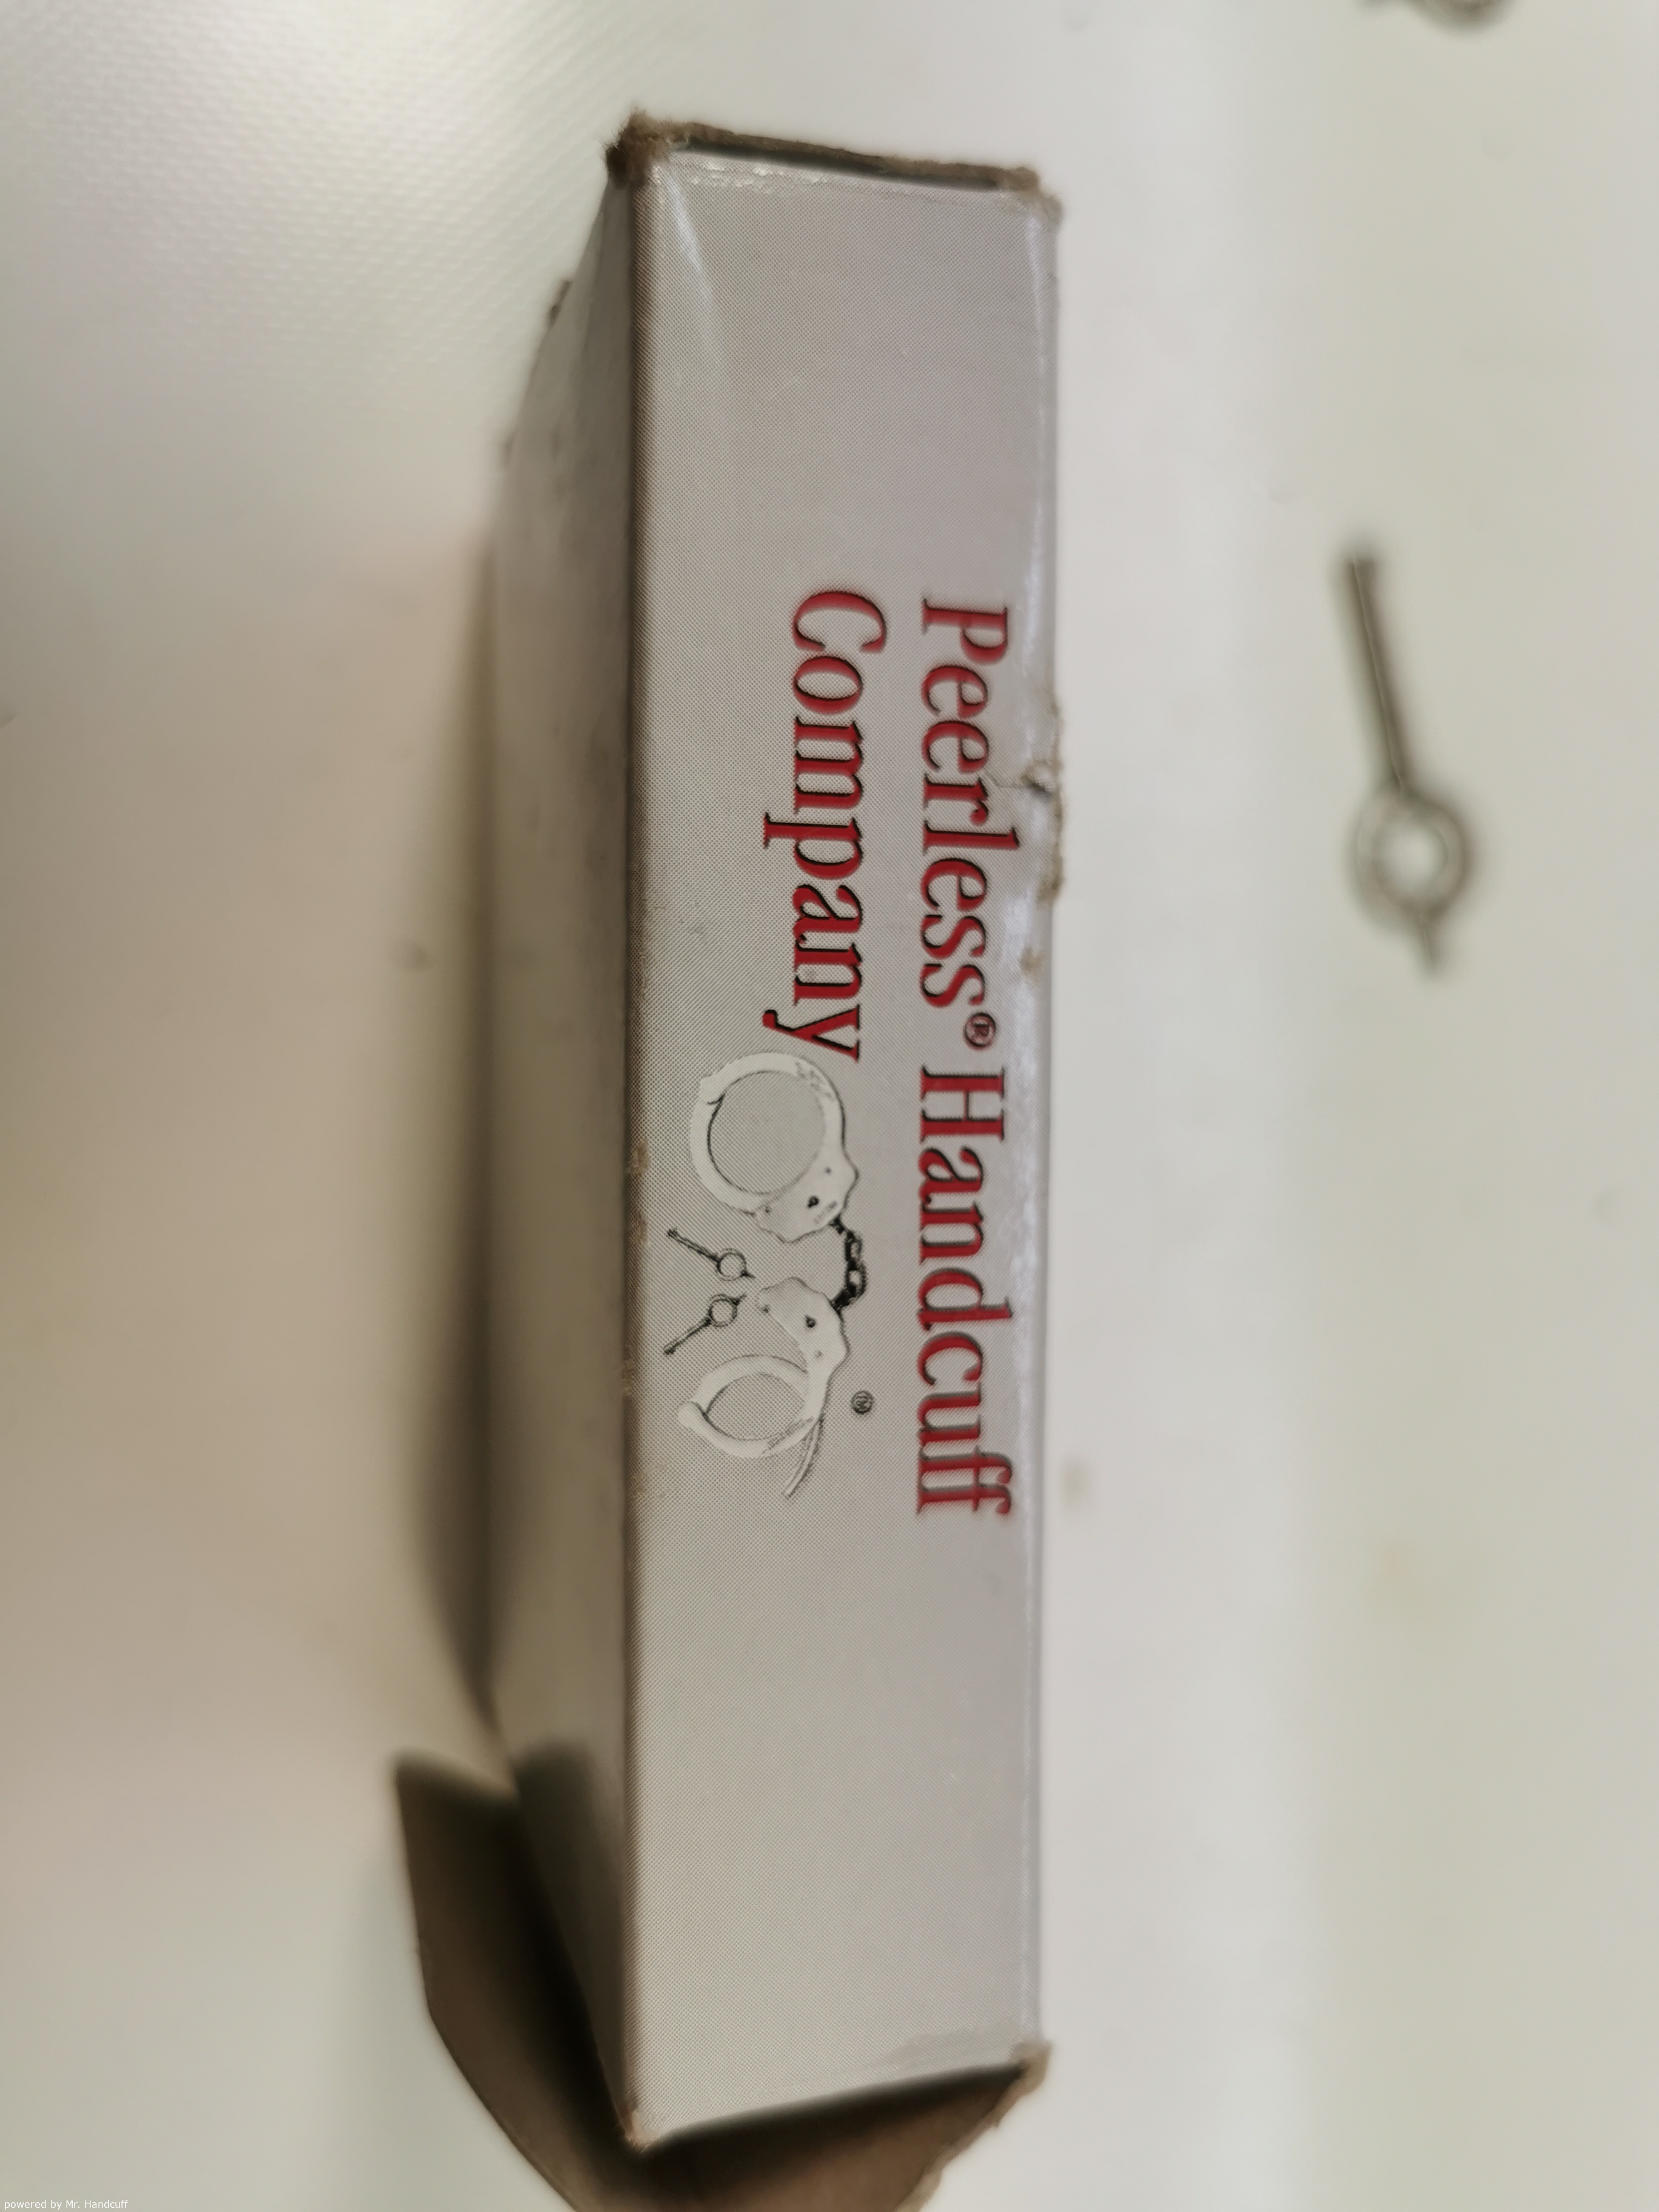 Peerless® Handcuff
Company
®
powered by Mr. Handcuff